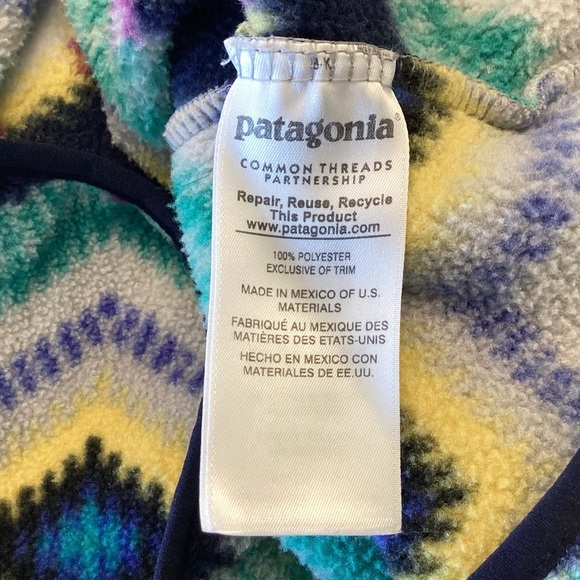 patagonia®
COMMON THREADS
PARTNERSHIP
Repair, Reuse, Recycle
This Product
www.patagonia.com
100% POLYESTER
EXCLUSIVE OF TRIM
MADE IN MEXICO OF U.S.
MATERIALS
FABRIQUÉ AU MEXIQUE DES
MATIÈRES DES ETATS-UNIS
HECHO EN MEXICO CON
MATERIALES DE EE.UU.